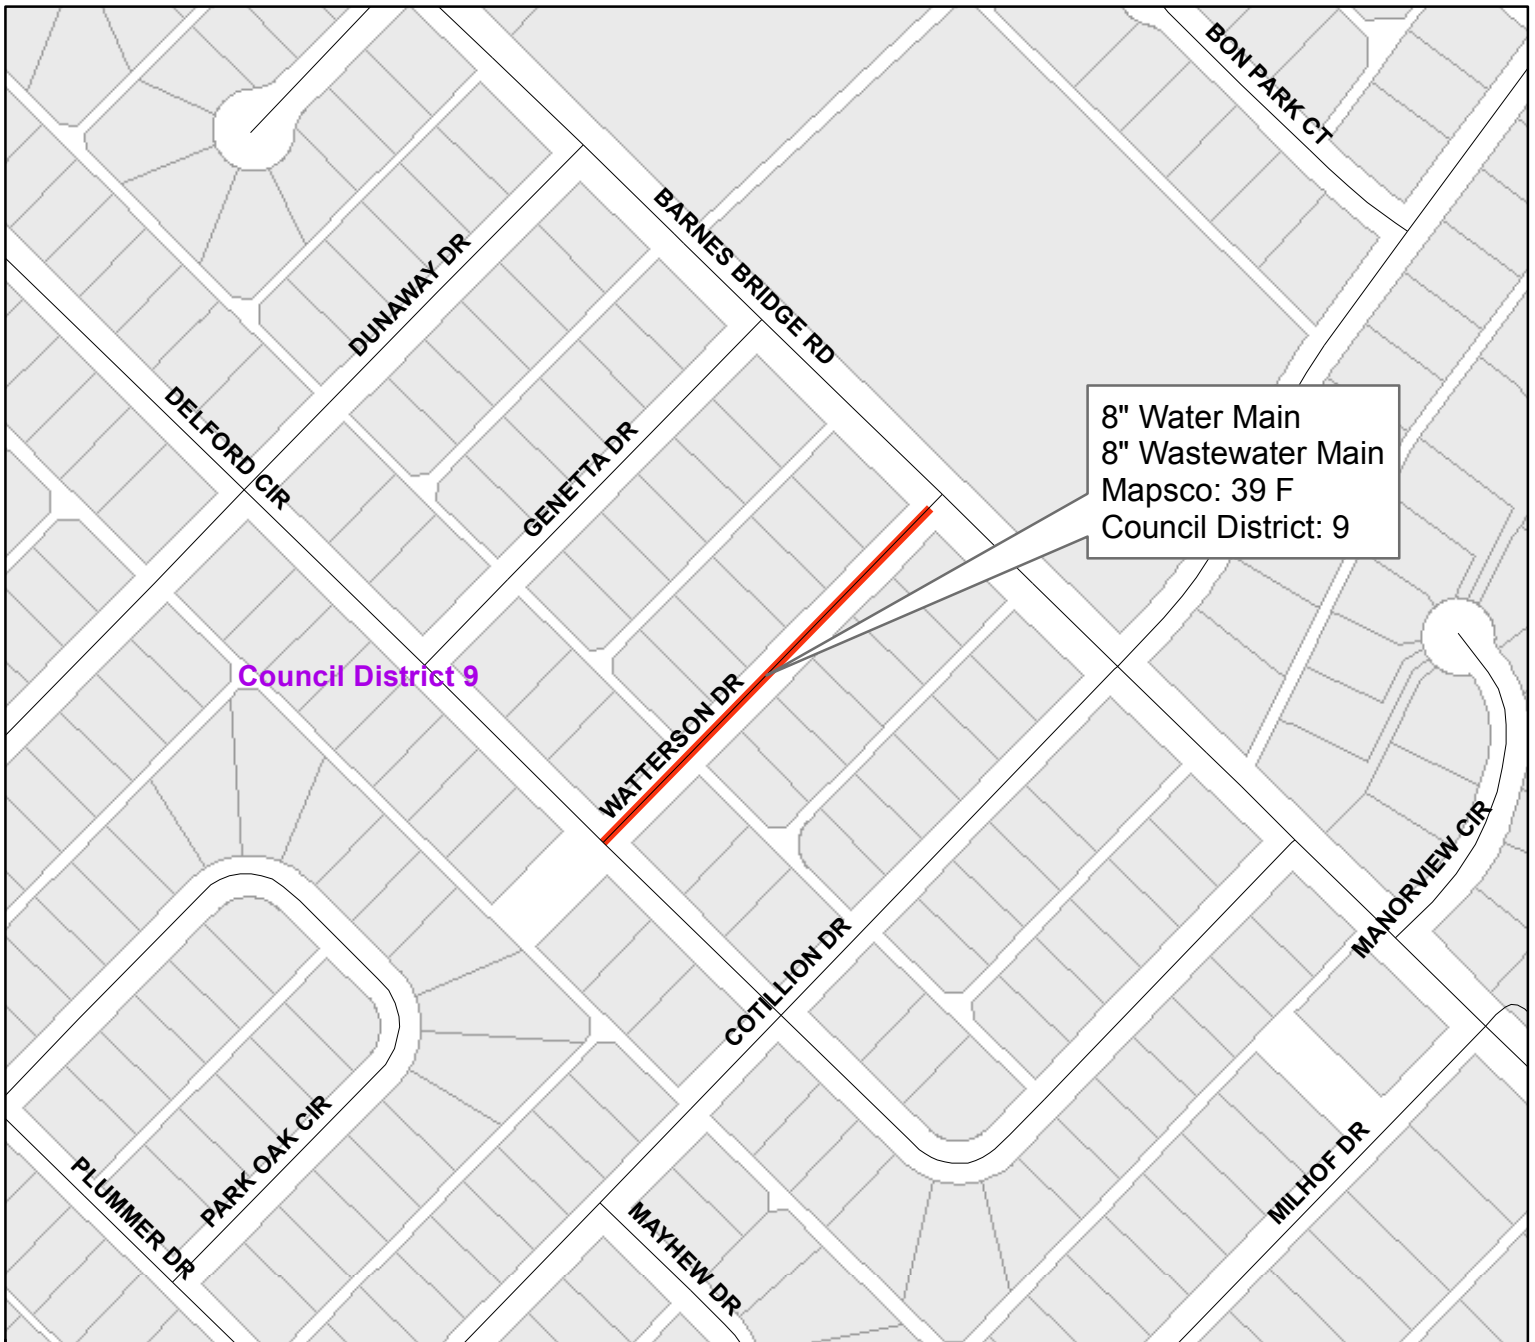 BON PARK CT
BARNES BRIDGE RD
DUNAWAY DR
DELFORD CIR
GENETTA DR
8" Water Main
8" Wastewater Main
Mapsco: 39 F
Council District: 9
Council District 9
WATTERSON DR
MANORVIEW CIR
COTILLION DR
PARK OAK CIR
PLUMMER DR
MILHOF DR
MAYHEW DR